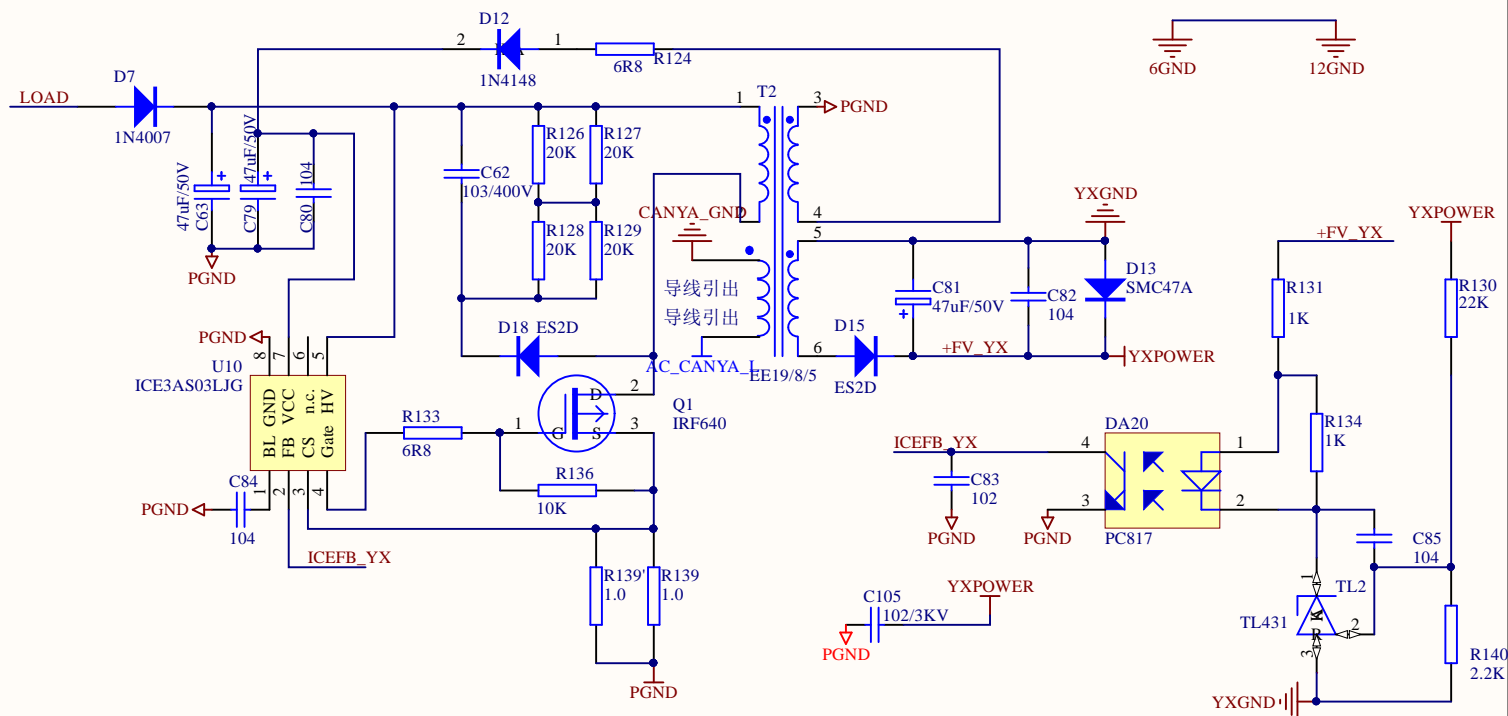 D12
2
1
1N4148
6R8
R124
6GND
12GND
LOAD
D7
1N4007
T2
1
3
PGND
47uF/50V
C63
47uF/50V
C79
104
C80
PGND
C62
103/400V
R126
20K
R127
20K
R128
20K
R129
20K
CANYA_GND
4
5
导线引出
导线引出
AC_CANYA_L
EE19/8/5
6
D15
ES2D
YXGND
C81
47uF/50V
C82
104
D13
SMC47A
+FV_YX
YXPOWER
+FV_YX
YXPOWER
R131
1K
R130
22K
D18 ES2D
PGND
U10
ICE3AS03LJG
8
7
6
5
GND
VCC
n.c.
HV
BL
FB
CS
Gate
1
2
3
4
C84
104
PGND
ICEFB_YX
R133
6R8
1
G
D
S
2
3
Q1
IRF640
R136
10K
R139'
1.0
R139
1.0
PGND
ICEFB_YX
C83
102
PGND
PGND
DA20
4
3
1
2
PC817
R134
1K
C85
104
TL2
TL431
1
2
3
K
R
R140
2.2K
YXGND
C105
102/3KV
YXPOWER
PGND